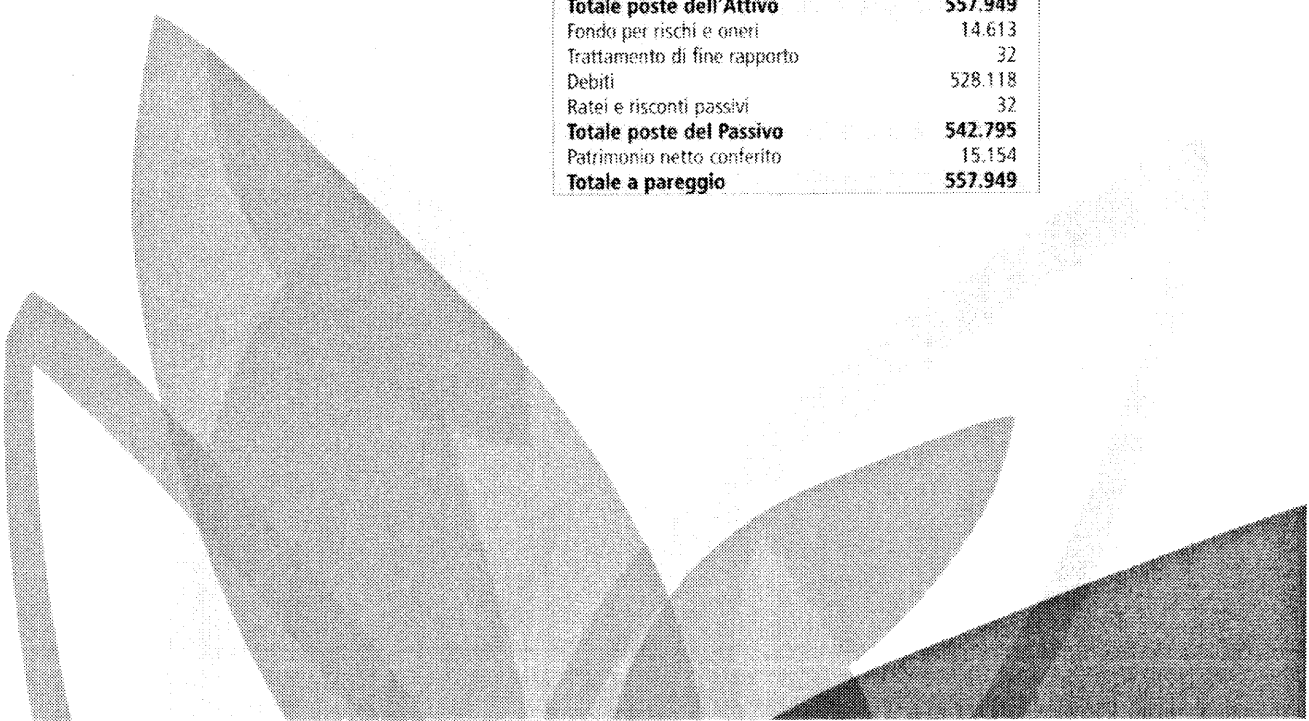 Totale poste dell'Attivo 557.949
Fondo per rischi e oneri 14.613
Trattamento di fine rapporto 32
Debiti 528.118
Ratei e risconti passivi 32
Totale poste del Passivo 542.795
Patrimonio netto conferito 15.154
Totale a pareggio 557.949